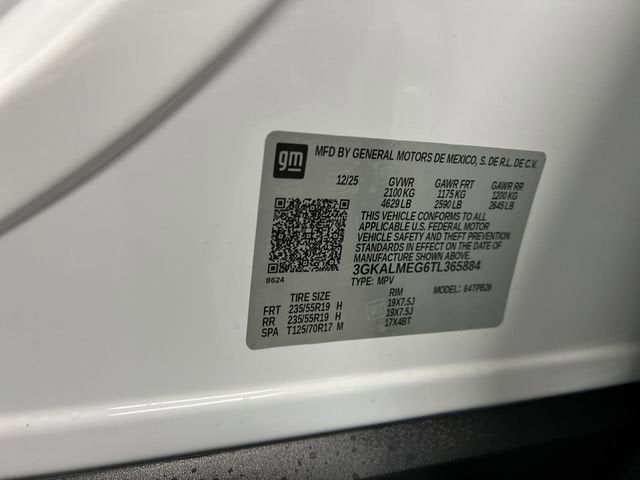 gm
MFD BY GENERAL MOTORS DE MEXICO, S. DE R.L. DE C.V.
12/25 GVWR GAWR FRT GAWR RR
2100 KG 1175 KG 1200 KG
4629 LB 2590 LB 2645 LB
THIS VEHICLE CONFORMS TO ALL
APPLICABLE U.S. FEDERAL MOTOR
VEHICLE SAFETY AND THEFT PREVENTION
STANDARDS IN EFFECT ON THE DATE OF
MANUFACTURE SHOWN ABOVE.
3GKALMEG6TL365884
8624
TYPE: MPV 64TPB26
TIRE SIZE RIM
FRT 235/55R19 H 19X7.5J
RR 235/55R19 H 19X7.5J
SPA T125/70R17 M 17X4BT